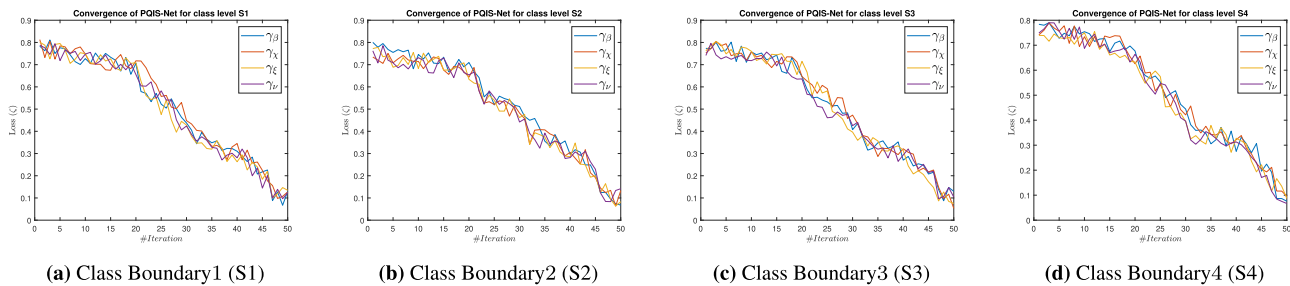 Convergence of PQIS-Net for class level S1
0.9
0.8
0.7
0.6
0.5
0.4
0.3
0.2
0.1
0
Loss (ζ)
γβ
γχ
γξ
γν
0 5 10 15 20 25 30 35 40 45 50
#Iteration
(a) Class Boundary1 (S1)
Convergence of PQIS-Net for class level S2
0.9
0.8
0.7
0.6
0.5
0.4
0.3
0.2
0.1
0
Loss (ζ)
γβ
γχ
γξ
γν
0 5 10 15 20 25 30 35 40 45 50
#Iteration
(b) Class Boundary2 (S2)
Convergence of PQIS-Net for class level S3
0.9
0.8
0.7
0.6
0.5
0.4
0.3
0.2
0.1
0
Loss (ζ)
γβ
γχ
γξ
γν
0 5 10 15 20 25 30 35 40 45 50
#Iteration
(c) Class Boundary3 (S3)
Convergence of PQIS-Net for class level S4
0.8
0.7
0.6
0.5
0.4
0.3
0.2
0.1
0
Loss (ζ)
γβ
γχ
γξ
γν
0 5 10 15 20 25 30 35 40 45 50
#Iteration
(d) Class Boundary4 (S4)